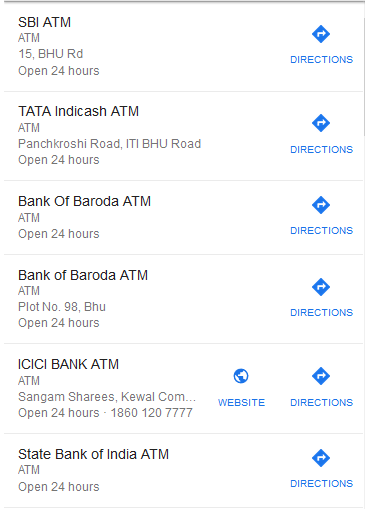 SBI ATM
ATM
15, BHU Rd
Open 24 hours
DIRECTIONS
TATA Indicash ATM
ATM
Panchkroshi Road, ITI BHU Road
Open 24 hours
DIRECTIONS
Bank Of Baroda ATM
ATM
Open 24 hours
DIRECTIONS
Bank of Baroda ATM
ATM
Plot No. 98, Bhu
Open 24 hours
DIRECTIONS
ICICI BANK ATM
ATM
Sangam Sharees, Kewal Com...
Open 24 hours · 1860 120 7777
WEBSITE
DIRECTIONS
State Bank of India ATM
ATM
Open 24 hours
DIRECTIONS